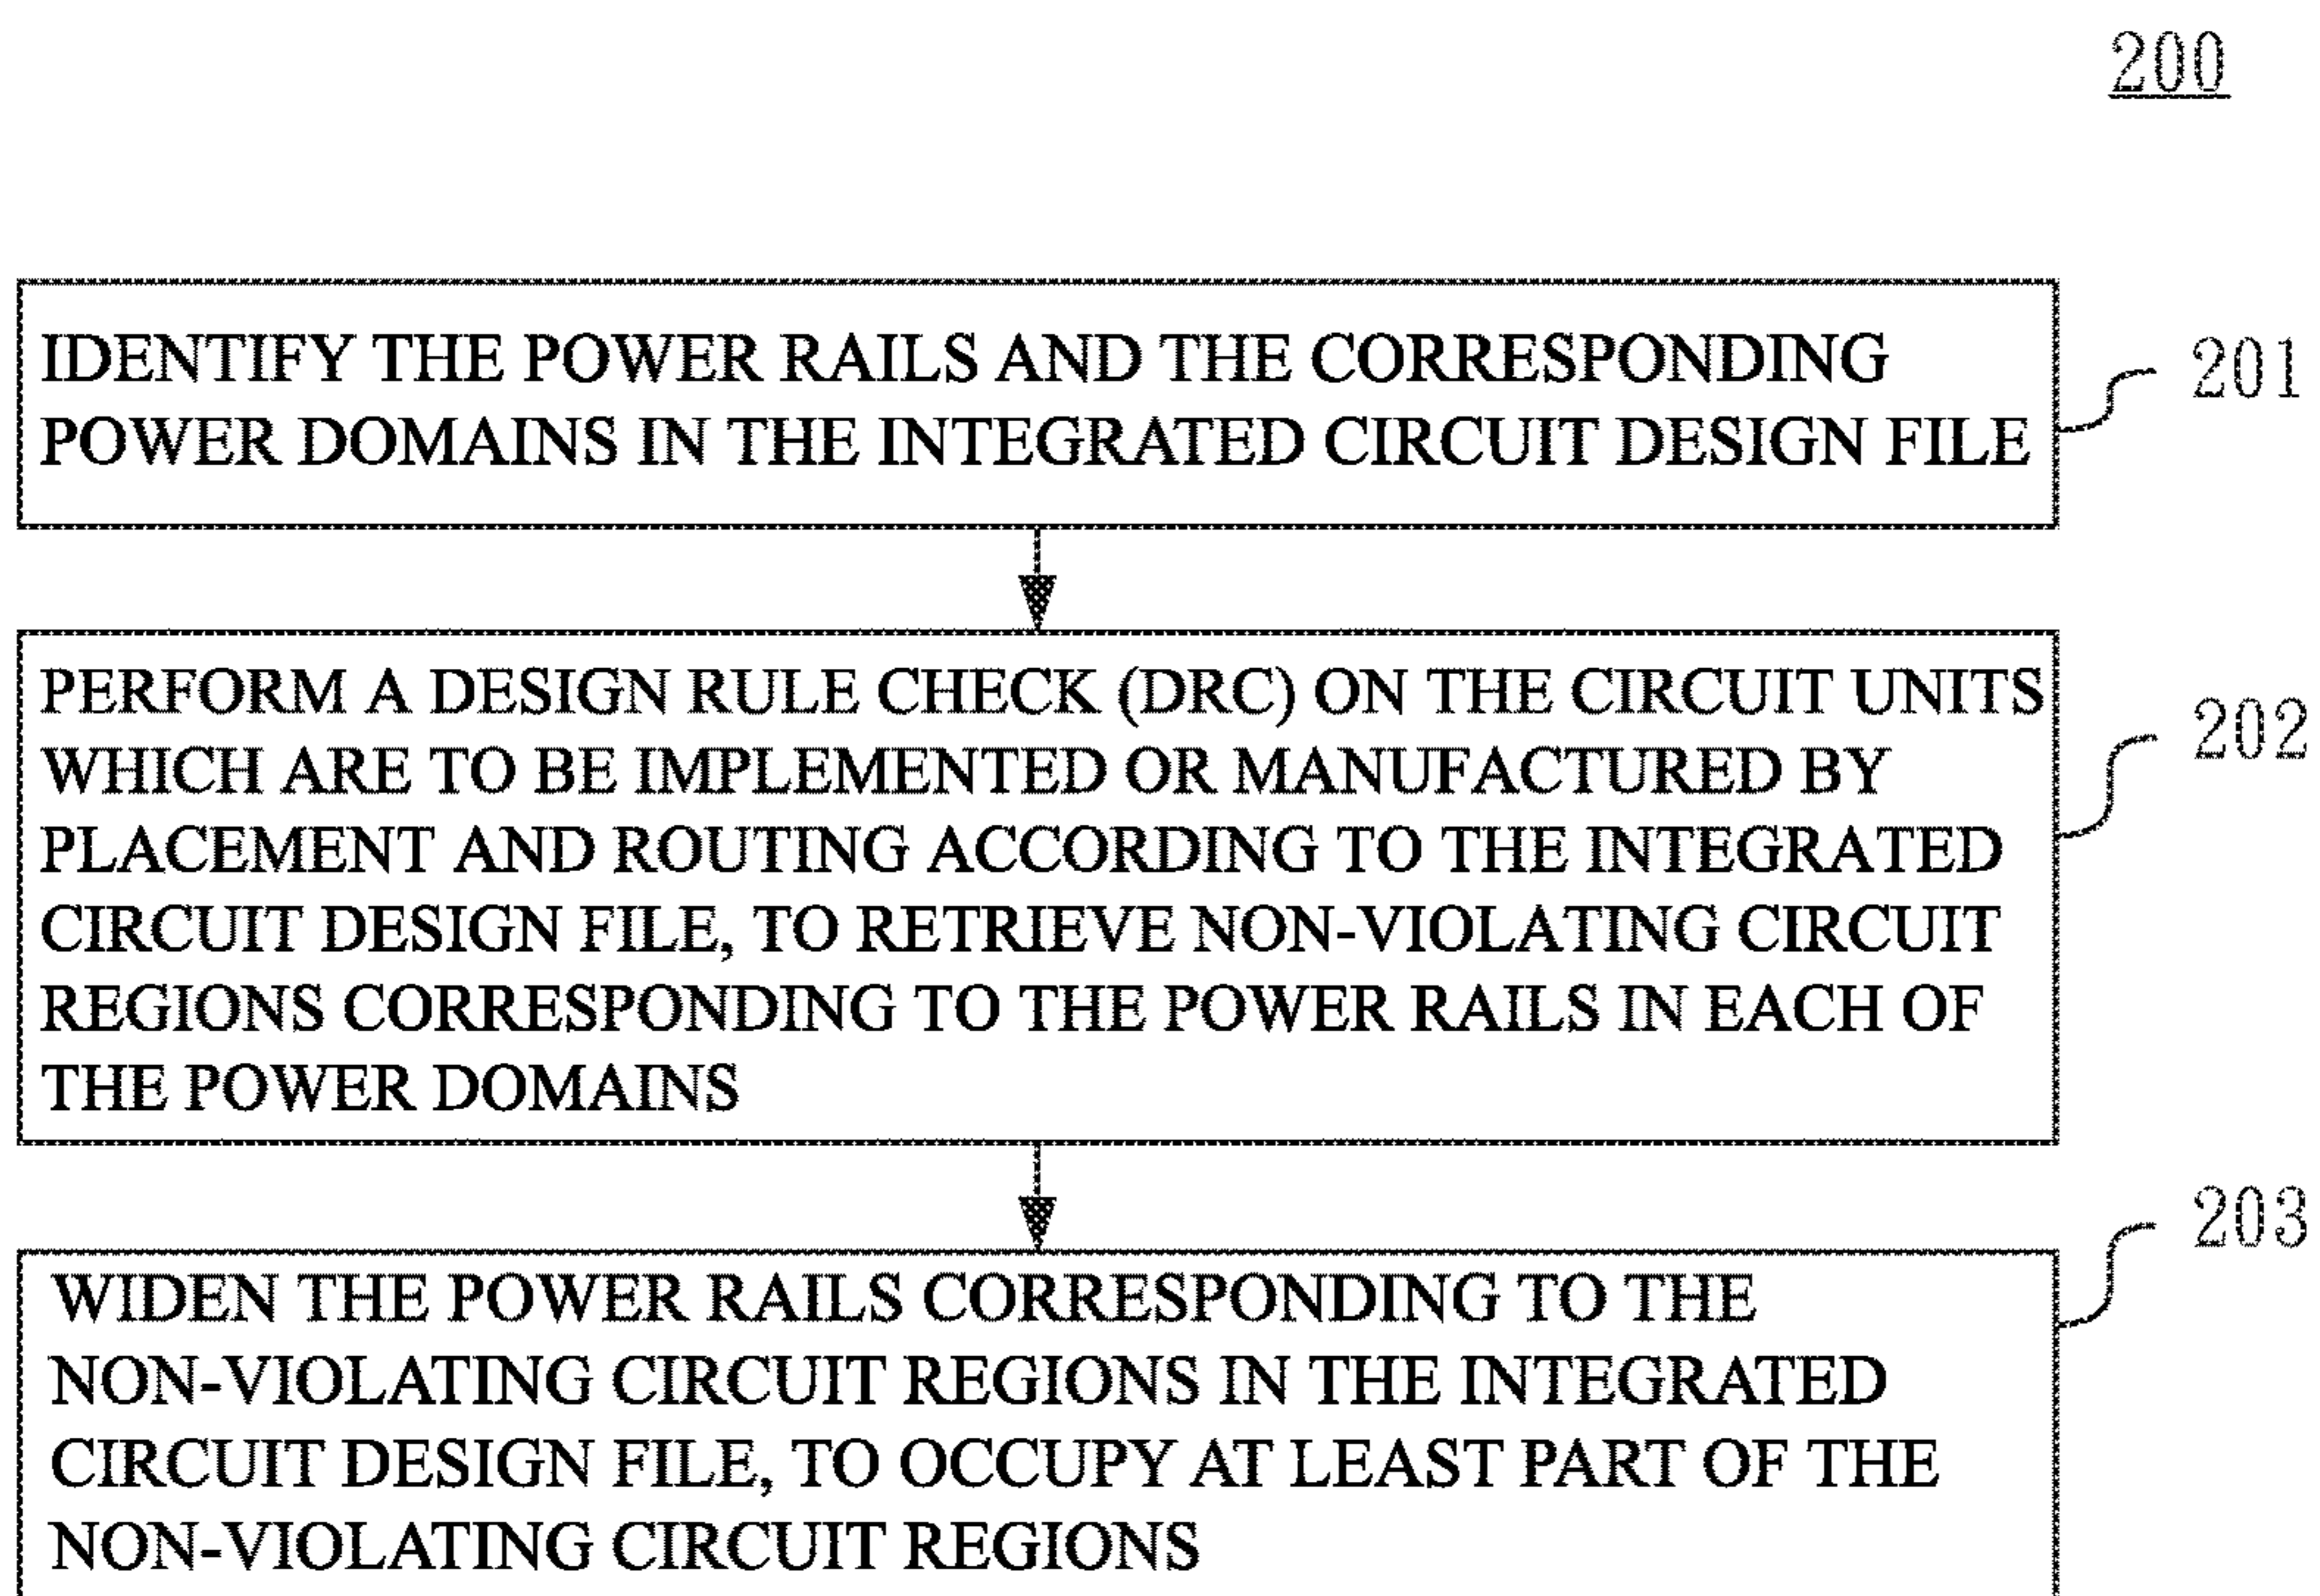 200
IDENTIFY THE POWER RAILS AND THE CORRESPONDING
POWER DOMAINS IN THE INTEGRATED CIRCUIT DESIGN FILE
201
PERFORM A DESIGN RULE CHECK (DRC) ON THE CIRCUIT UNITS
WHICH ARE TO BE IMPLEMENTED OR MANUFACTURED BY
PLACEMENT AND ROUTING ACCORDING TO THE INTEGRATED
CIRCUIT DESIGN FILE, TO RETRIEVE NON-VIOLATING CIRCUIT
REGIONS CORRESPONDING TO THE POWER RAILS IN EACH OF
THE POWER DOMAINS
202
WIDEN THE POWER RAILS CORRESPONDING TO THE
NON-VIOLATING CIRCUIT REGIONS IN THE INTEGRATED
CIRCUIT DESIGN FILE, TO OCCUPY AT LEAST PART OF THE
NON-VIOLATING CIRCUIT REGIONS
203